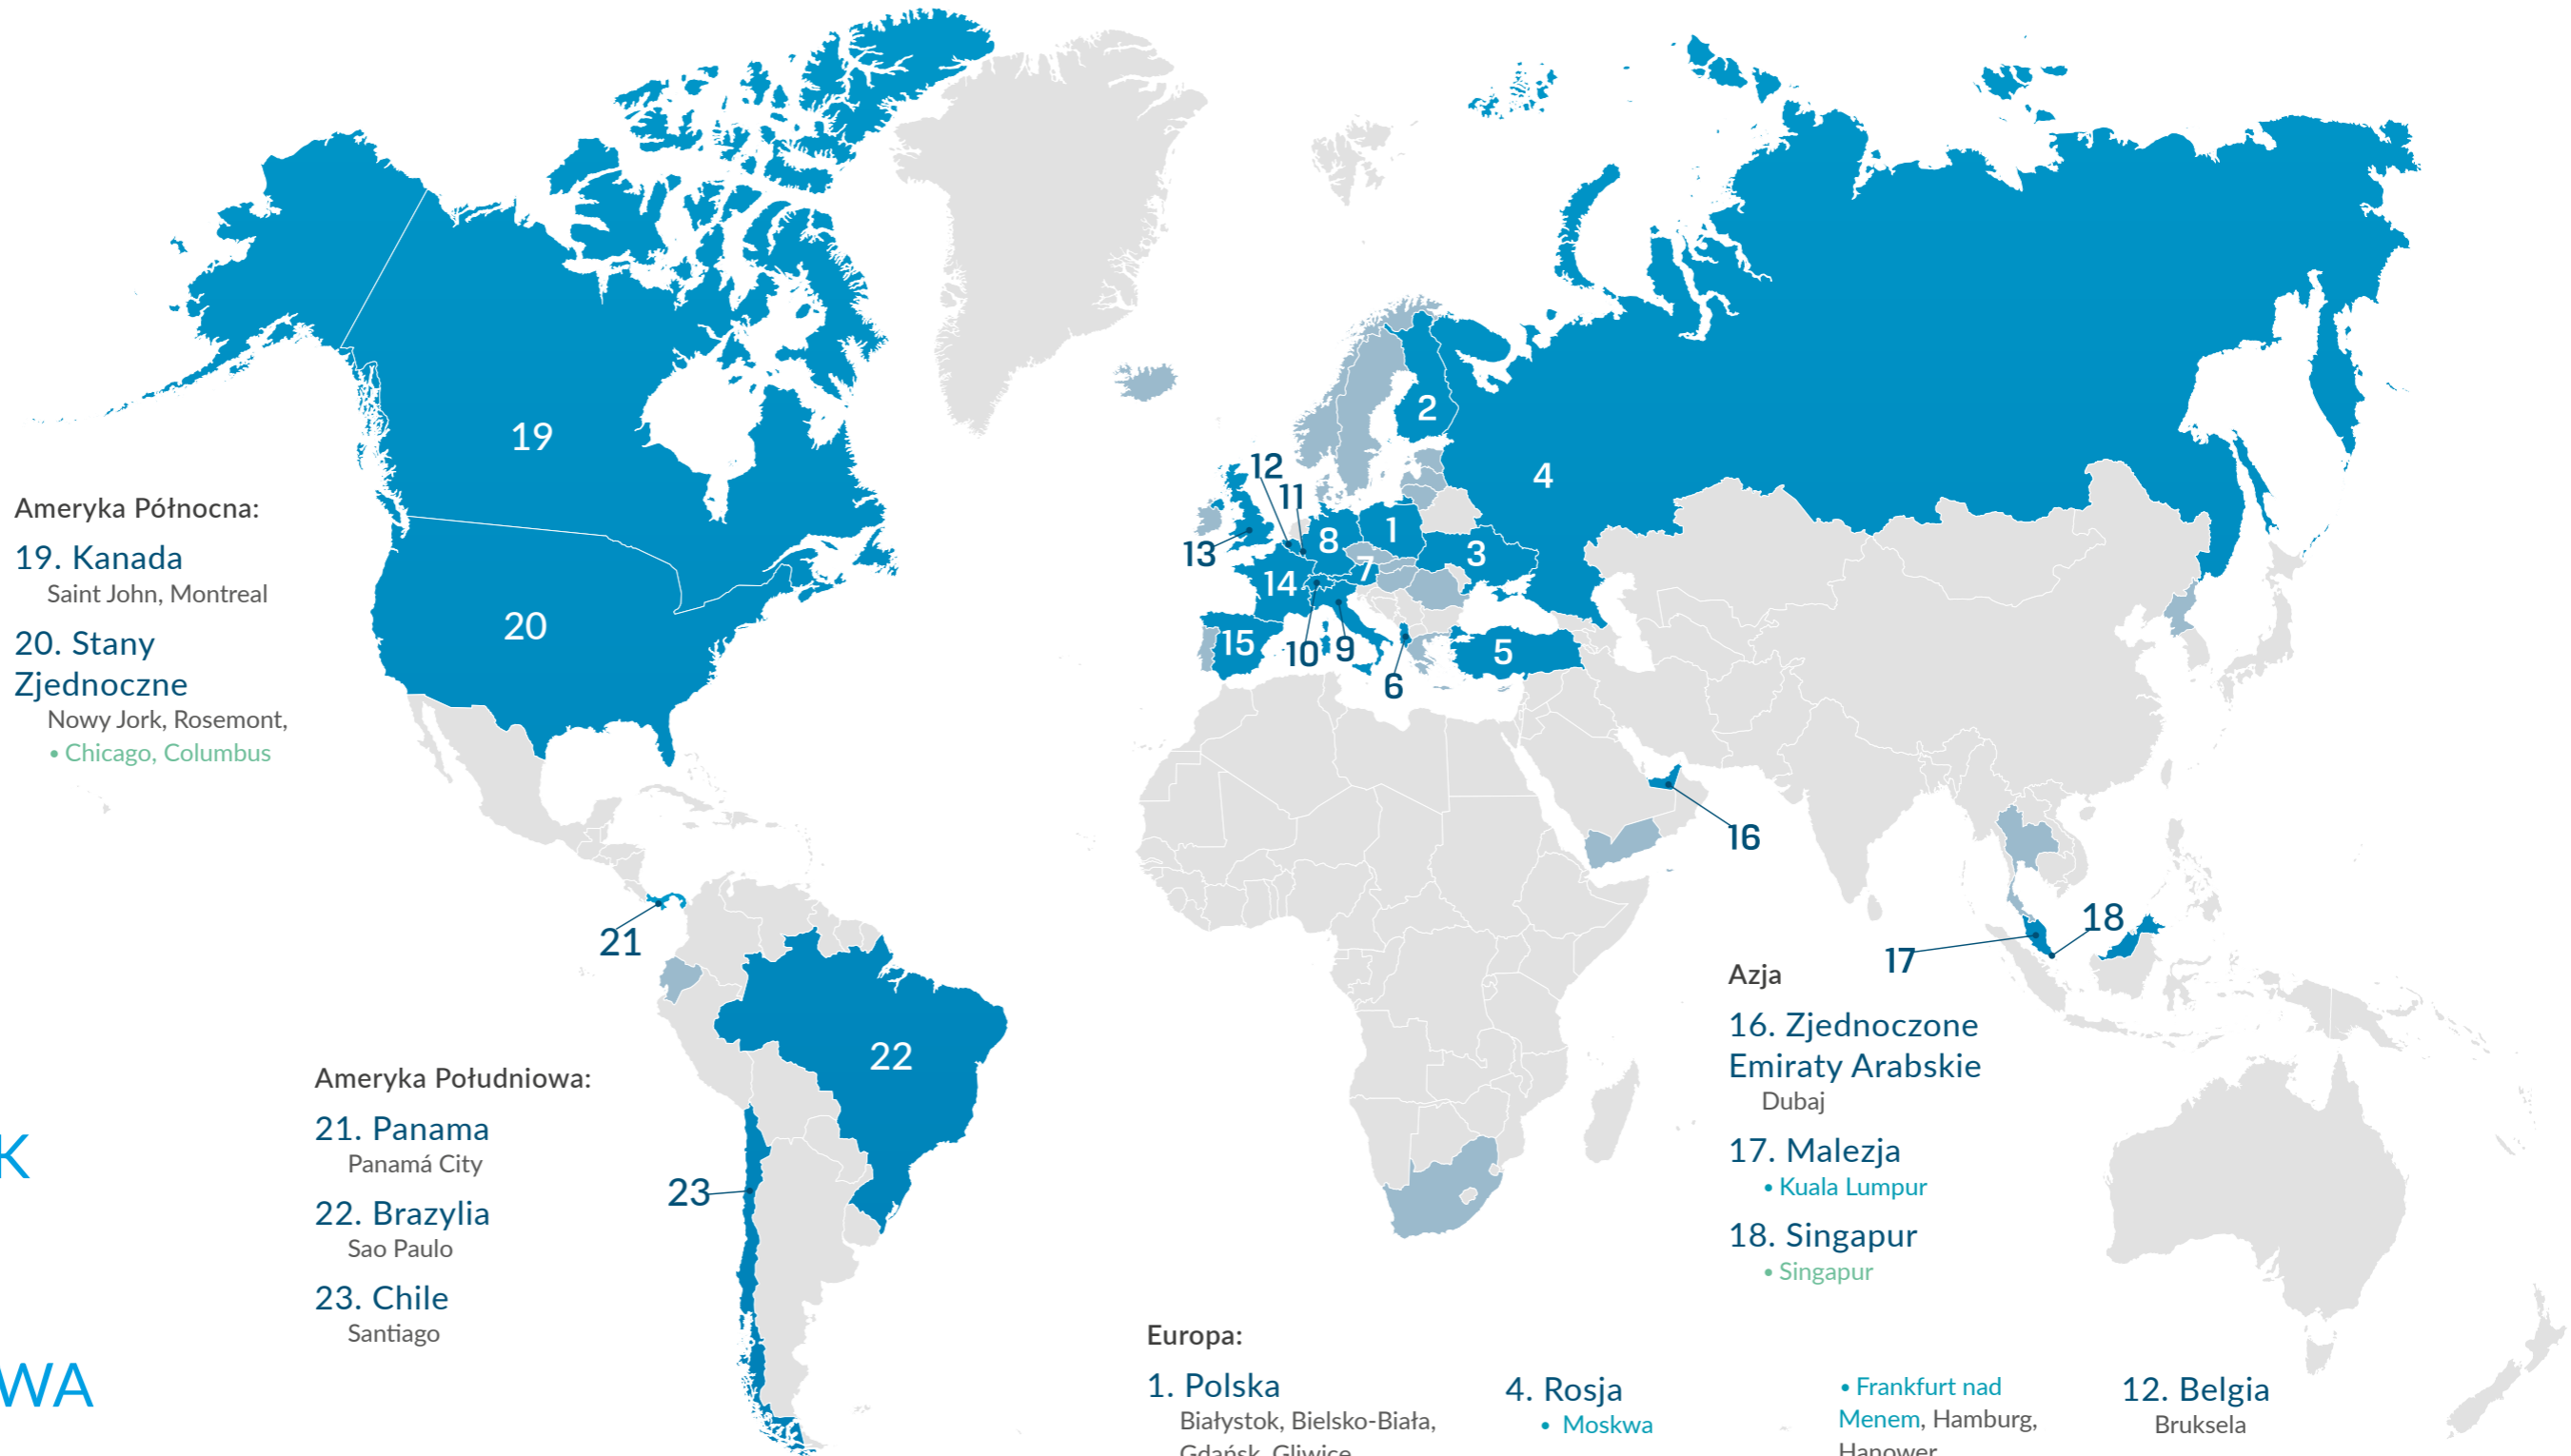 19
20
21
22
23
12
11
13
8
1
2
4
3
7
14
15
10
9
6
5
16
17
18
Ameryka Północna:
19. Kanada
Saint John, Montreal
20. Stany
Zjednoczne
Nowy Jork, Rosemont,
• Chicago, Columbus
Ameryka Południowa:
21. Panama
Panamá City
22. Brazylia
Sao Paulo
23. Chile
Santiago
K
WA
Azja
16. Zjednoczone
Emiraty Arabskie
Dubaj
17. Malezja
• Kuala Lumpur
18. Singapur
• Singapur
Europa:
1. Polska
Białystok, Bielsko-Biała,
Gdańsk, Gliwice
4. Rosja
• Moskwa
• Frankfurt nad
Menem, Hamburg,
Hanower
12. Belgia
Bruksela